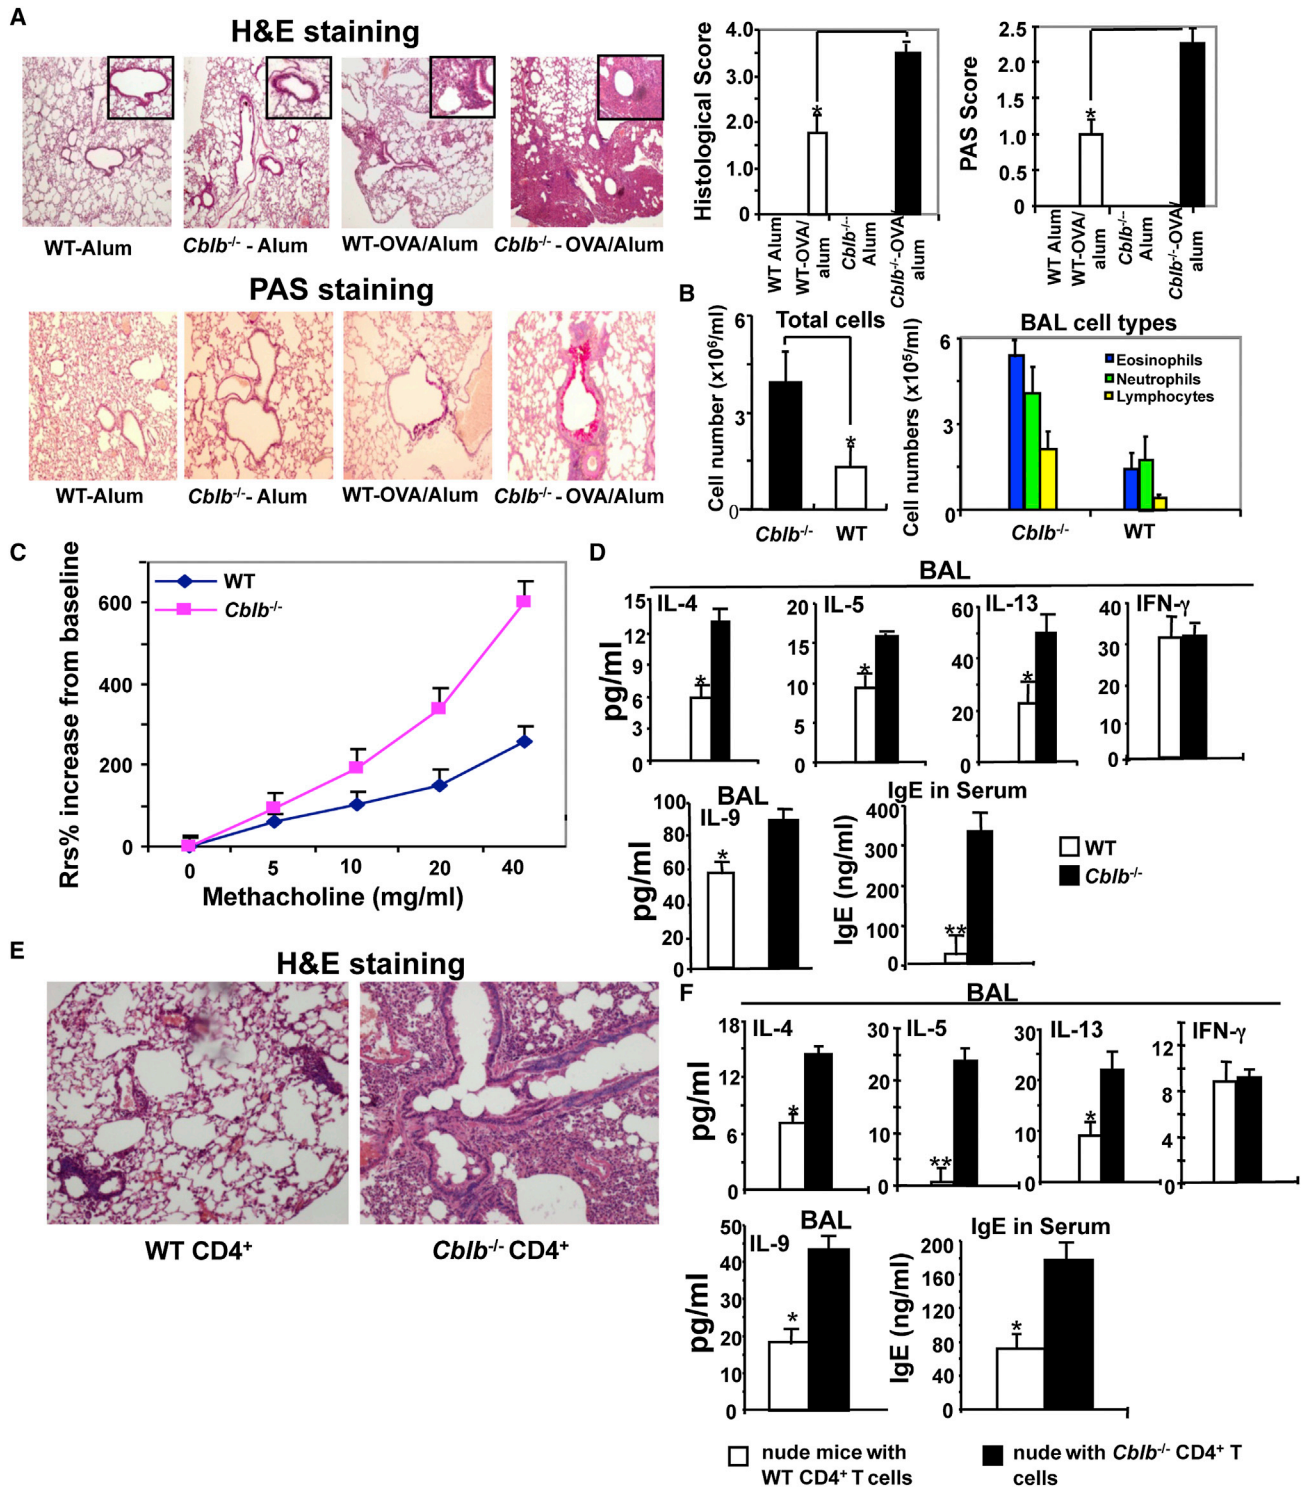 A
H&E staining
WT-Alum
Cblb-/- - Alum
WT-OVA/Alum
Cblb-/- - OVA/Alum
PAS staining
WT-Alum
Cblb-/- - Alum
WT-OVA/Alum
Cblb-/- - OVA/Alum
Histological Score
4.0
3.0
2.0
1.0
0
*
WT Alum
WT-OVA/
alum
Cblb-/-
Alum
Cblb-/--OVA/
alum
PAS Score
2.5
2.0
1.0
0.5
0
*
WT Alum
WT-OVA/
alum
Cblb-/-
Alum
Cblb-/--OVA/
alum
B
Total cells
Cell number (x10⁶/ml)
6
3
0
*
Cblb-/-
WT
BAL cell types
Cell numbers (x10⁵/ml)
6
3
0
Eosinophils
Neutrophils
Lymphocytes
Cblb-/-
WT
C
Rrs% increase from baseline
600
400
200
0
WT
Cblb-/-
0
5
10
20
40
Methacholine (mg/ml)
D
BAL
pg/ml
IL-4
15
12
9
6
3
0
*
IL-5
20
15
10
5
0
*
IL-13
60
40
20
0
*
IFN-γ
40
30
20
10
0
BAL
IL-9
pg/ml
100
80
60
40
20
0
*
IgE in Serum
IgE (ng/ml)
400
300
200
100
0
**
WT
Cblb-/-
E
H&E staining
WT CD4+
Cblb-/- CD4+
F
BAL
pg/ml
IL-4
18
12
6
0
*
IL-5
30
20
10
0
**
IL-13
30
20
10
0
*
IFN-γ
12
8
4
0
BAL
IL-9
pg/ml
50
40
30
20
10
0
*
IgE in Serum
IgE (ng/ml)
200
160
120
80
40
0
*
nude mice with
WT CD4+ T cells
nude with Cblb-/- CD4+ T
cells